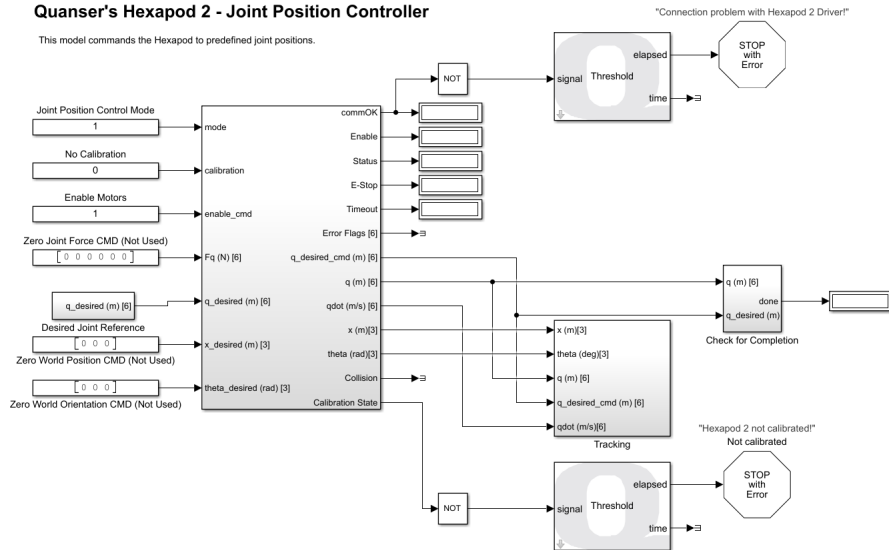 Quanser's Hexapod 2 - Joint Position Controller
This model commands the Hexapod to predefined joint positions.
"Connection problem with Hexapod 2 Driver!"
NOT
signal
Threshold
elapsed
time
STOP
with
Error
Joint Position Control Mode
1
No Calibration
0
Enable Motors
1
Zero Joint Force CMD (Not Used)
[ 0 0 0 0 0 0 ]
q_desired (m) [6]
Desired Joint Reference
[ 0 0 0 ]
Zero World Position CMD (Not Used)
[ 0 0 0 ]
Zero World Orientation CMD (Not Used)
mode
calibration
enable_cmd
Fq (N) [6]
q_desired (m) [6]
x_desired (m) [3]
theta_desired (rad) [3]
commOK
Enable
Status
E-Stop
Timeout
Error Flags [6]
q_desired_cmd (m) [6]
q (m) [6]
qdot (m/s) [6]
x (m)[3]
theta (rad)[3]
Collision
Calibration State
q (m) [6]
done
q_desired (m)
Check for Completion
x (m)[3]
theta (deg)[3]
q (m) [6]
q_desired_cmd (m) [6]
qdot (m/s)[6]
Tracking
"Hexapod 2 not calibrated!"
Not calibrated
STOP
with
Error
NOT
signal
Threshold
elapsed
time